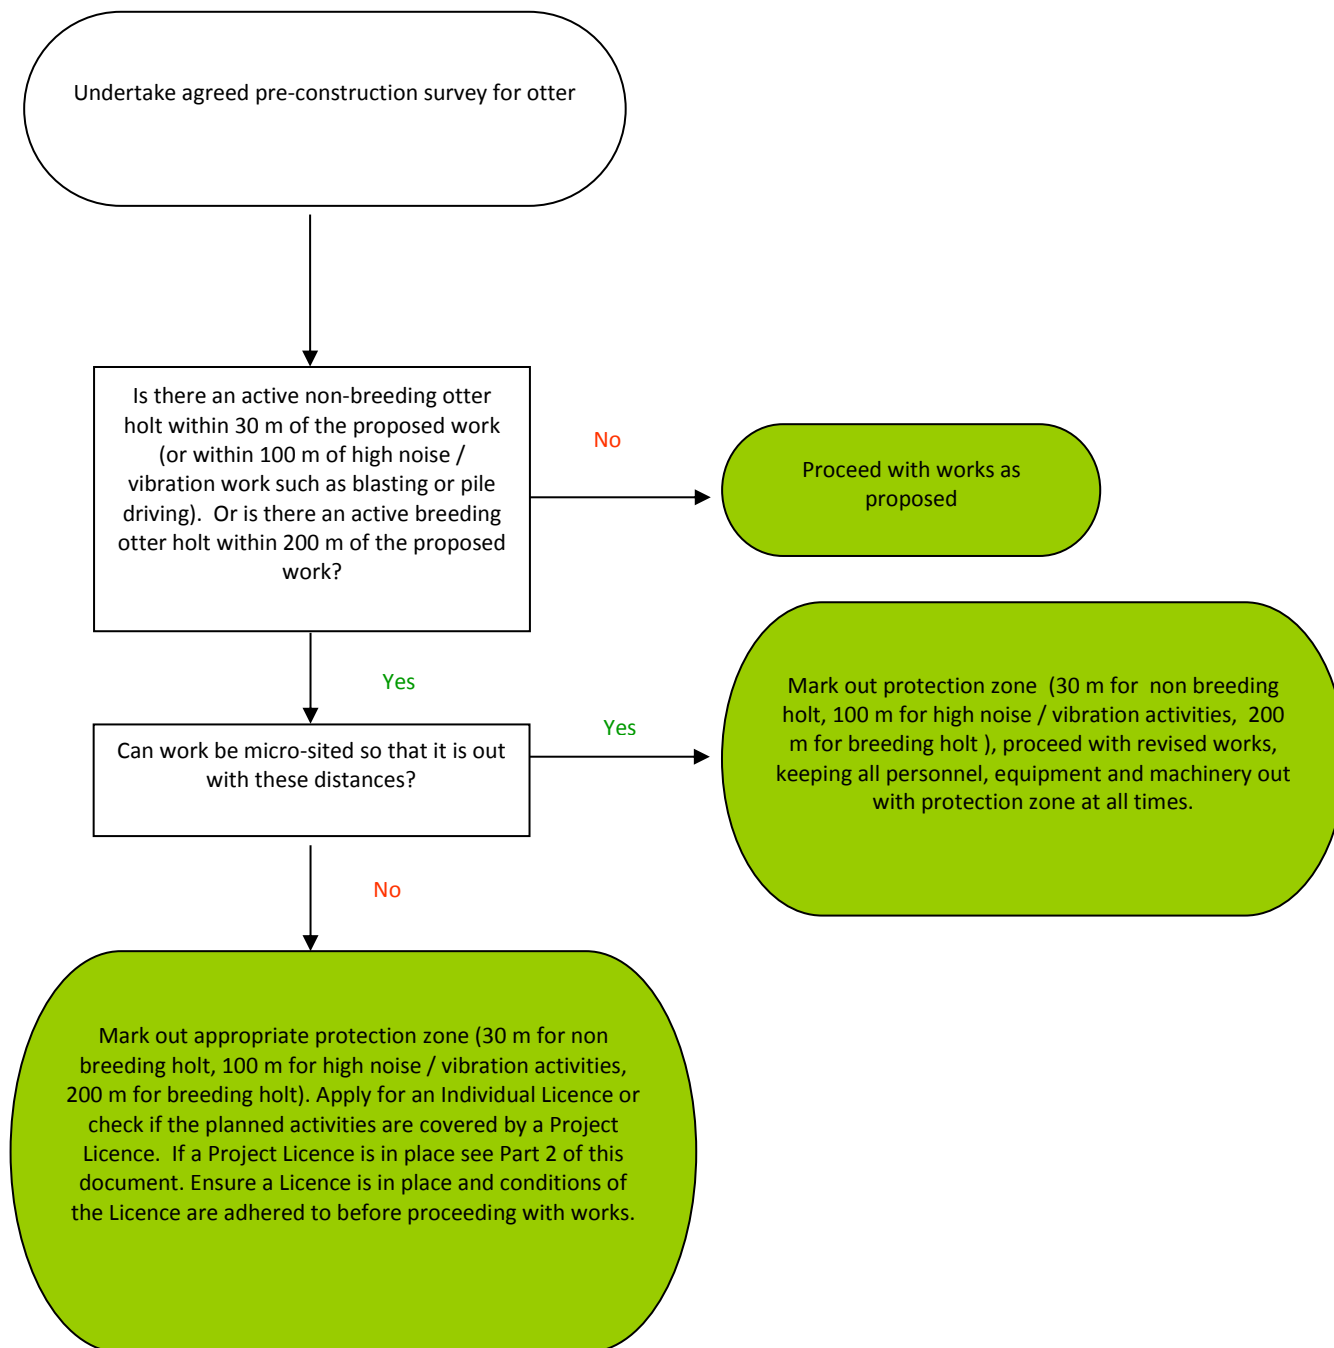 Undertake agreed pre-construction survey for otter
Is there an active non-breeding otter
holt within 30 m of the proposed work
(or within 100 m of high noise /
vibration work such as blasting or pile
driving).  Or is there an active breeding
otter holt within 200 m of the proposed
work?
No
Proceed with works as
proposed
Yes
Can work be micro-sited so that it is out
with these distances?
Yes
Mark out protection zone  (30 m for  non breeding
holt, 100 m for high noise / vibration activities,  200
m for breeding holt ), proceed with revised works,
keeping all personnel, equipment and machinery out
with protection zone at all times.
No
Mark out appropriate protection zone (30 m for non
breeding holt, 100 m for high noise / vibration activities,
200 m for breeding holt). Apply for an Individual Licence or
check if the planned activities are covered by a Project
Licence.  If a Project Licence is in place see Part 2 of this
document. Ensure a Licence is in place and conditions of
the Licence are adhered to before proceeding with works.